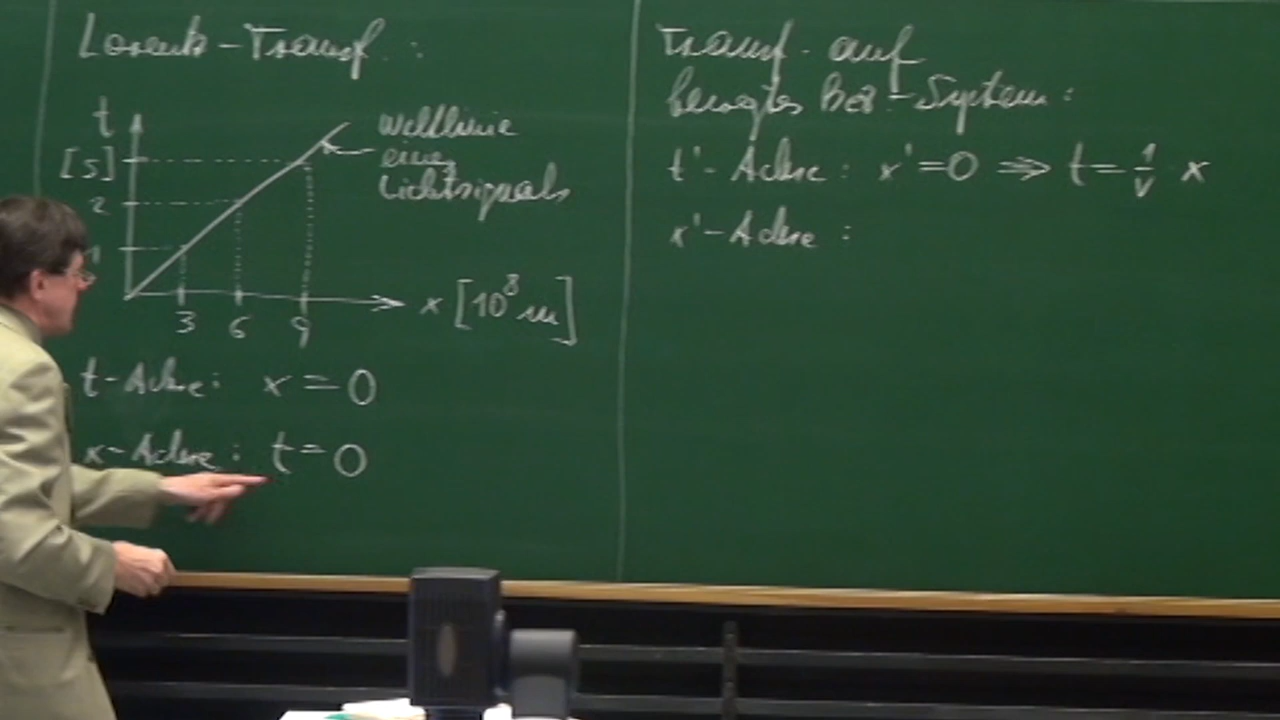 Lorentz-Transf. :
t
[s]
2
1
3 6 9
x [10⁸ m]
Weltlinie
eines
Lichtsignals
t-Achse: x = 0
x-Achse: t = 0
Transf. auf
bewegtes Bez-System:
t'-Achse: x'=0 ⇒ t = 1/v x
x'-Achse: